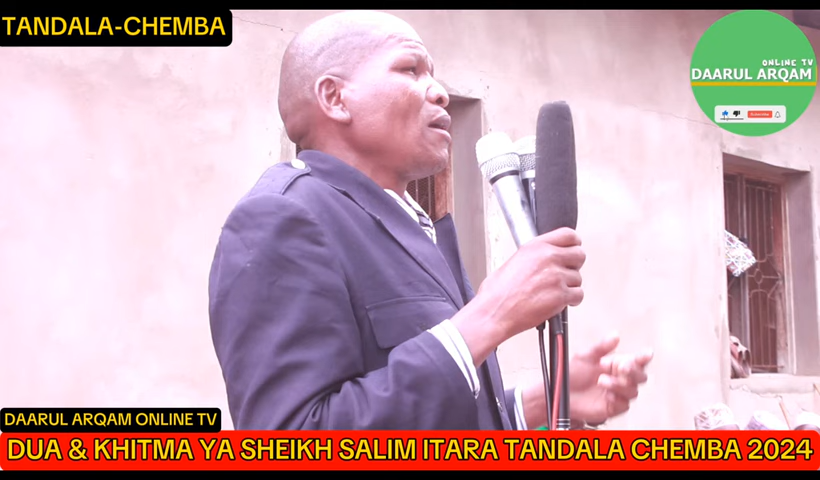 TANDALA-CHEMBA
ONLINE TV
DAARUL ARQAM
DAARUL ARQAM ONLINE TV
DUA & KHITMA YA SHEIKH SALIM ITARA TANDALA CHEMBA 2024